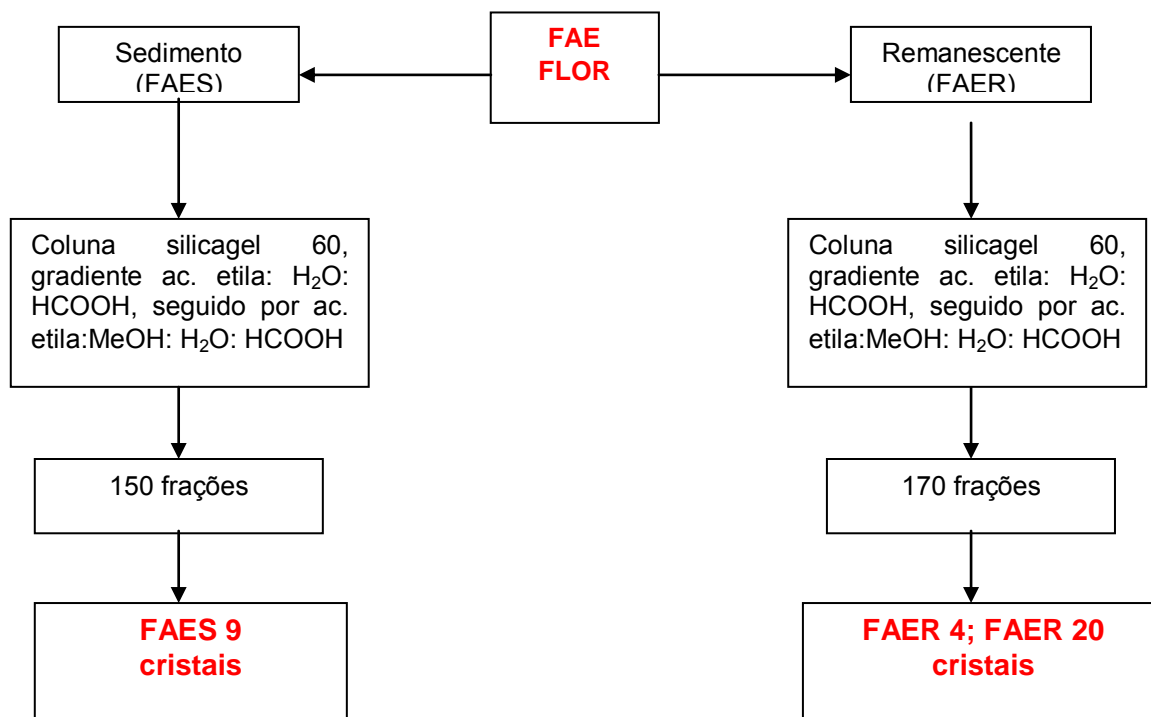 FAE
FLOR
Sedimento
(FAES)
Remanescente
(FAER)
Coluna silicagel 60,
gradiente ac. etila: H₂O:
HCOOH, seguido por ac.
etila:MeOH: H₂O: HCOOH
Coluna silicagel 60,
gradiente ac. etila: H₂O:
HCOOH, seguido por ac.
etila:MeOH: H₂O: HCOOH
150 frações
170 frações
FAES 9
cristais
FAER 4; FAER 20
cristais